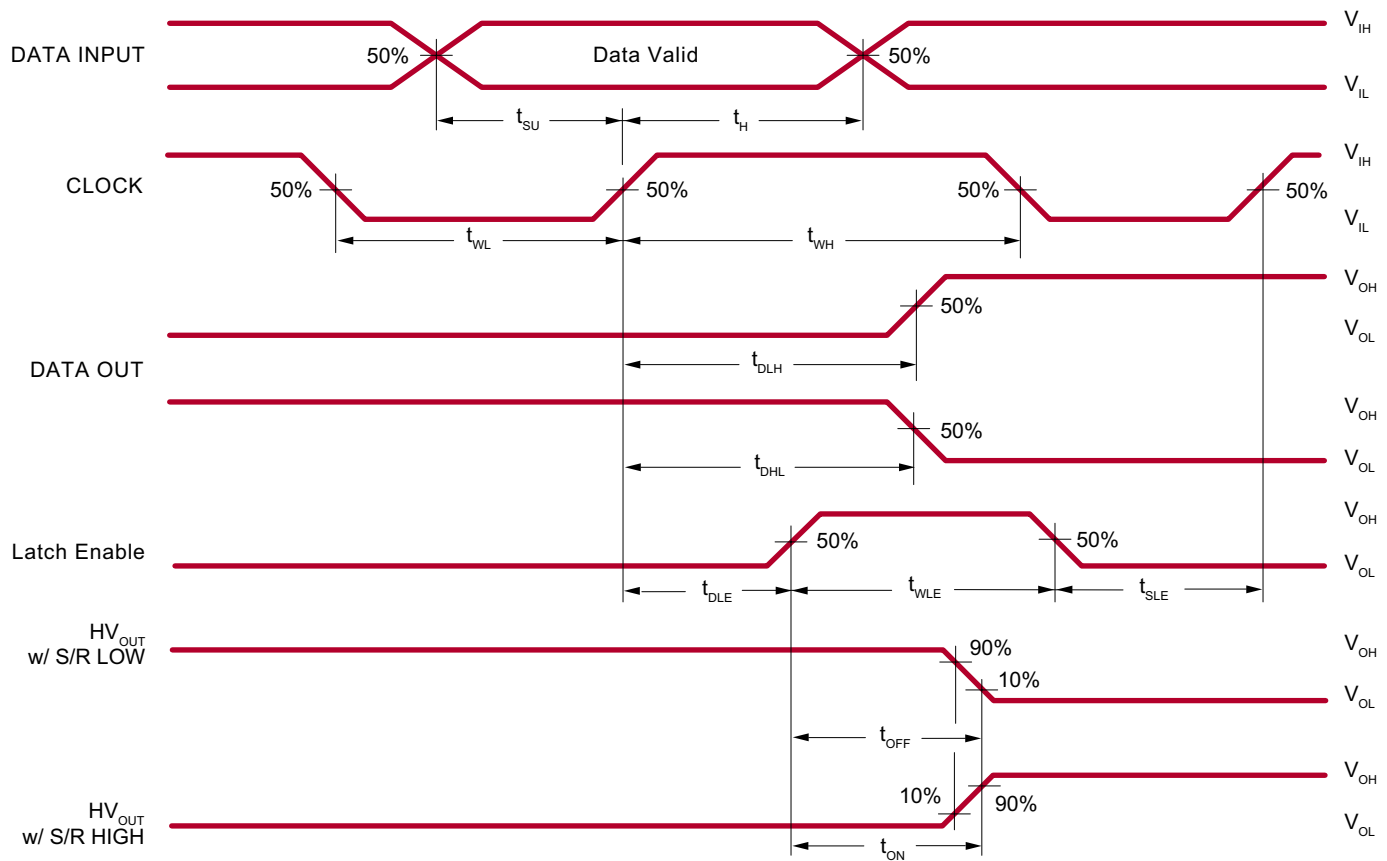 V_IH
DATA INPUT 50% Data Valid 50%
V_IL
t_SU t_H
V_IH
CLOCK 50% 50% 50% 50%
V_IL
t_WL t_WH
V_OH
50%
V_OL
DATA OUT t_DLH
V_OH
50%
t_DHL V_OL
V_OH
Latch Enable 50% 50%
V_OL
t_DLE t_WLE t_SLE
HV_OUT
w/ S/R LOW
V_OH
90%
10%
V_OL
t_OFF
V_OH
HV_OUT
w/ S/R HIGH
10% 90%
V_OL
t_ON